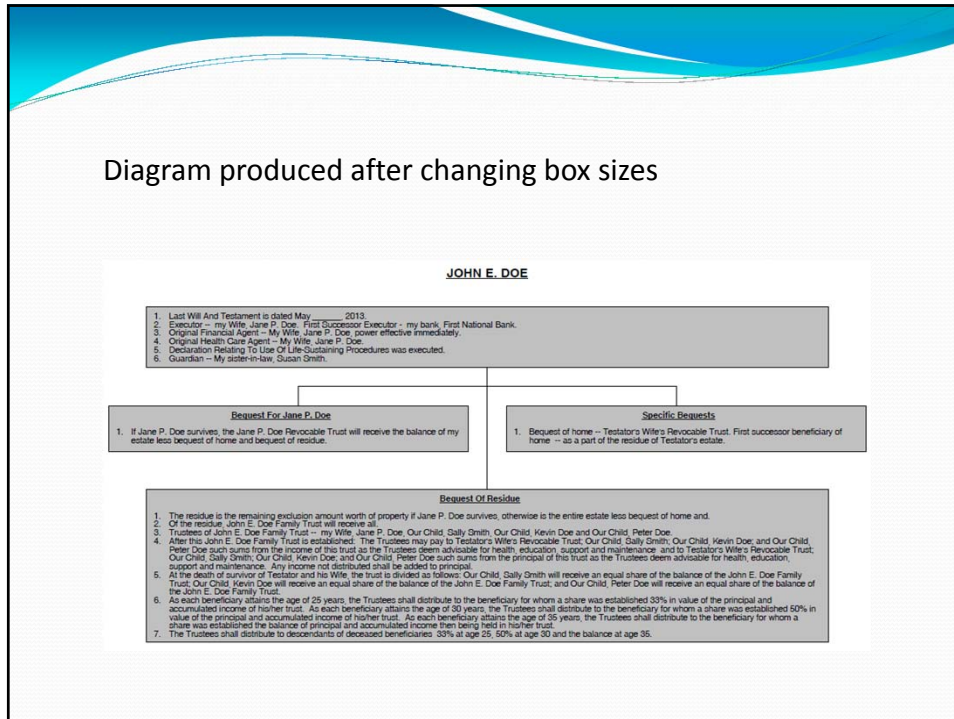 Diagram produced after changing box sizes
JOHN E. DOE
1. Last Will And Testament is dated May ______, 2013.
2. Executor -- my Wife, Jane P. Doe. First Successor Executor - my bank, First National Bank.
3. Original Financial Agent -- My Wife, Jane P. Doe, power effective immediately.
4. Original Health Care Agent -- My Wife, Jane P. Doe.
5. Declaration Relating To Use Of Life-Sustaining Procedures was executed.
6. Guardian -- My sister-in-law, Susan Smith.
Bequest For Jane P. Doe
1. If Jane P. Doe survives, the Jane P. Doe Revocable Trust will receive the balance of my
estate less bequest of home and bequest of residue.
Specific Bequests
1. Bequest of home -- Testator's Wife's Revocable Trust. First successor beneficiary of
home -- as a part of the residue of Testator's estate.
Bequest Of Residue
1. The residue is the remaining exclusion amount worth of property if Jane P. Doe survives, otherwise is the entire estate less bequest of home and.
2. Of the residue, John E. Doe Family Trust will receive all.
3. Trustees of John E. Doe Family Trust -- my Wife, Jane P. Doe, Our Child, Sally Smith, Our Child, Kevin Doe and Our Child, Peter Doe.
4. After this John E. Doe Family Trust is established: The Trustees may pay to Testator's Wife's Revocable Trust; Our Child, Sally Smith; Our Child, Kevin Doe; and Our Child,
Peter Doe such sums from the income of this trust as the Trustees deem advisable for health, education, support and maintenance and to Testator's Wife's Revocable Trust;
Our Child, Sally Smith; Our Child, Kevin Doe; and Our Child, Peter Doe such sums from the principal of this trust as the Trustees deem advisable for health, education,
support and maintenance. Any income not distributed shall be added to principal.
5. At the death of survivor of Testator and his Wife, the trust is divided as follows: Our Child, Sally Smith will receive an equal share of the balance of the John E. Doe Family
Trust; Our Child, Kevin Doe will receive an equal share of the balance of the John E. Doe Family Trust; and Our Child, Peter Doe will receive an equal share of the balance of
the John E. Doe Family Trust.
6. As each beneficiary attains the age of 25 years, the Trustees shall distribute to the beneficiary for whom a share was established 33% in value of the principal and
accumulated income of his/her trust. As each beneficiary attains the age of 30 years, the Trustees shall distribute to the beneficiary for whom a share was established 50% in
value of the principal and accumulated income of his/her trust. As each beneficiary attains the age of 35 years, the Trustees shall distribute to the beneficiary for whom a
share was established the balance of principal and accumulated income then being held in his/her trust.
7. The Trustees shall distribute to descendants of deceased beneficiaries 33% at age 25, 50% at age 30 and the balance at age 35.